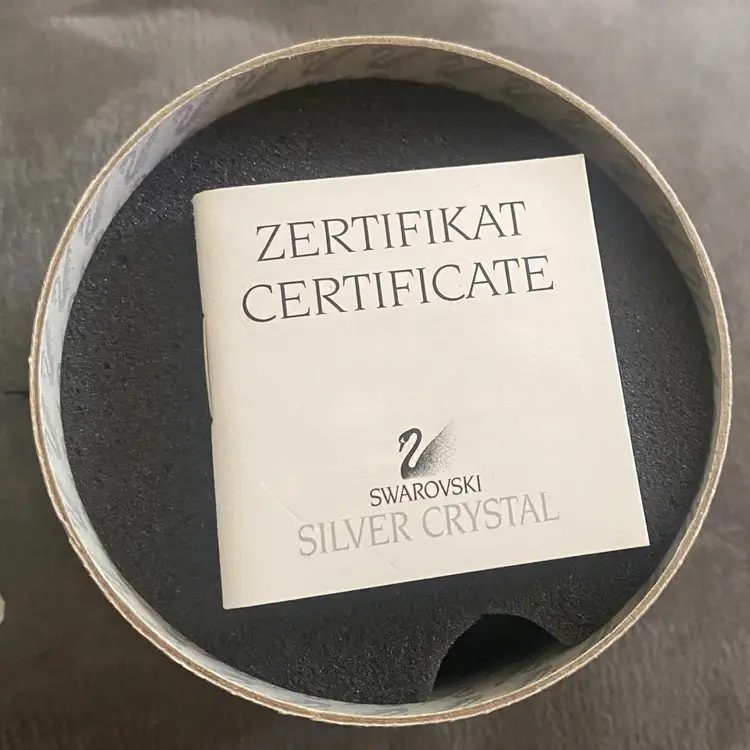 ZERTIFIKAT
CERTIFICATE
SWAROVSKI
SILVER CRYSTAL